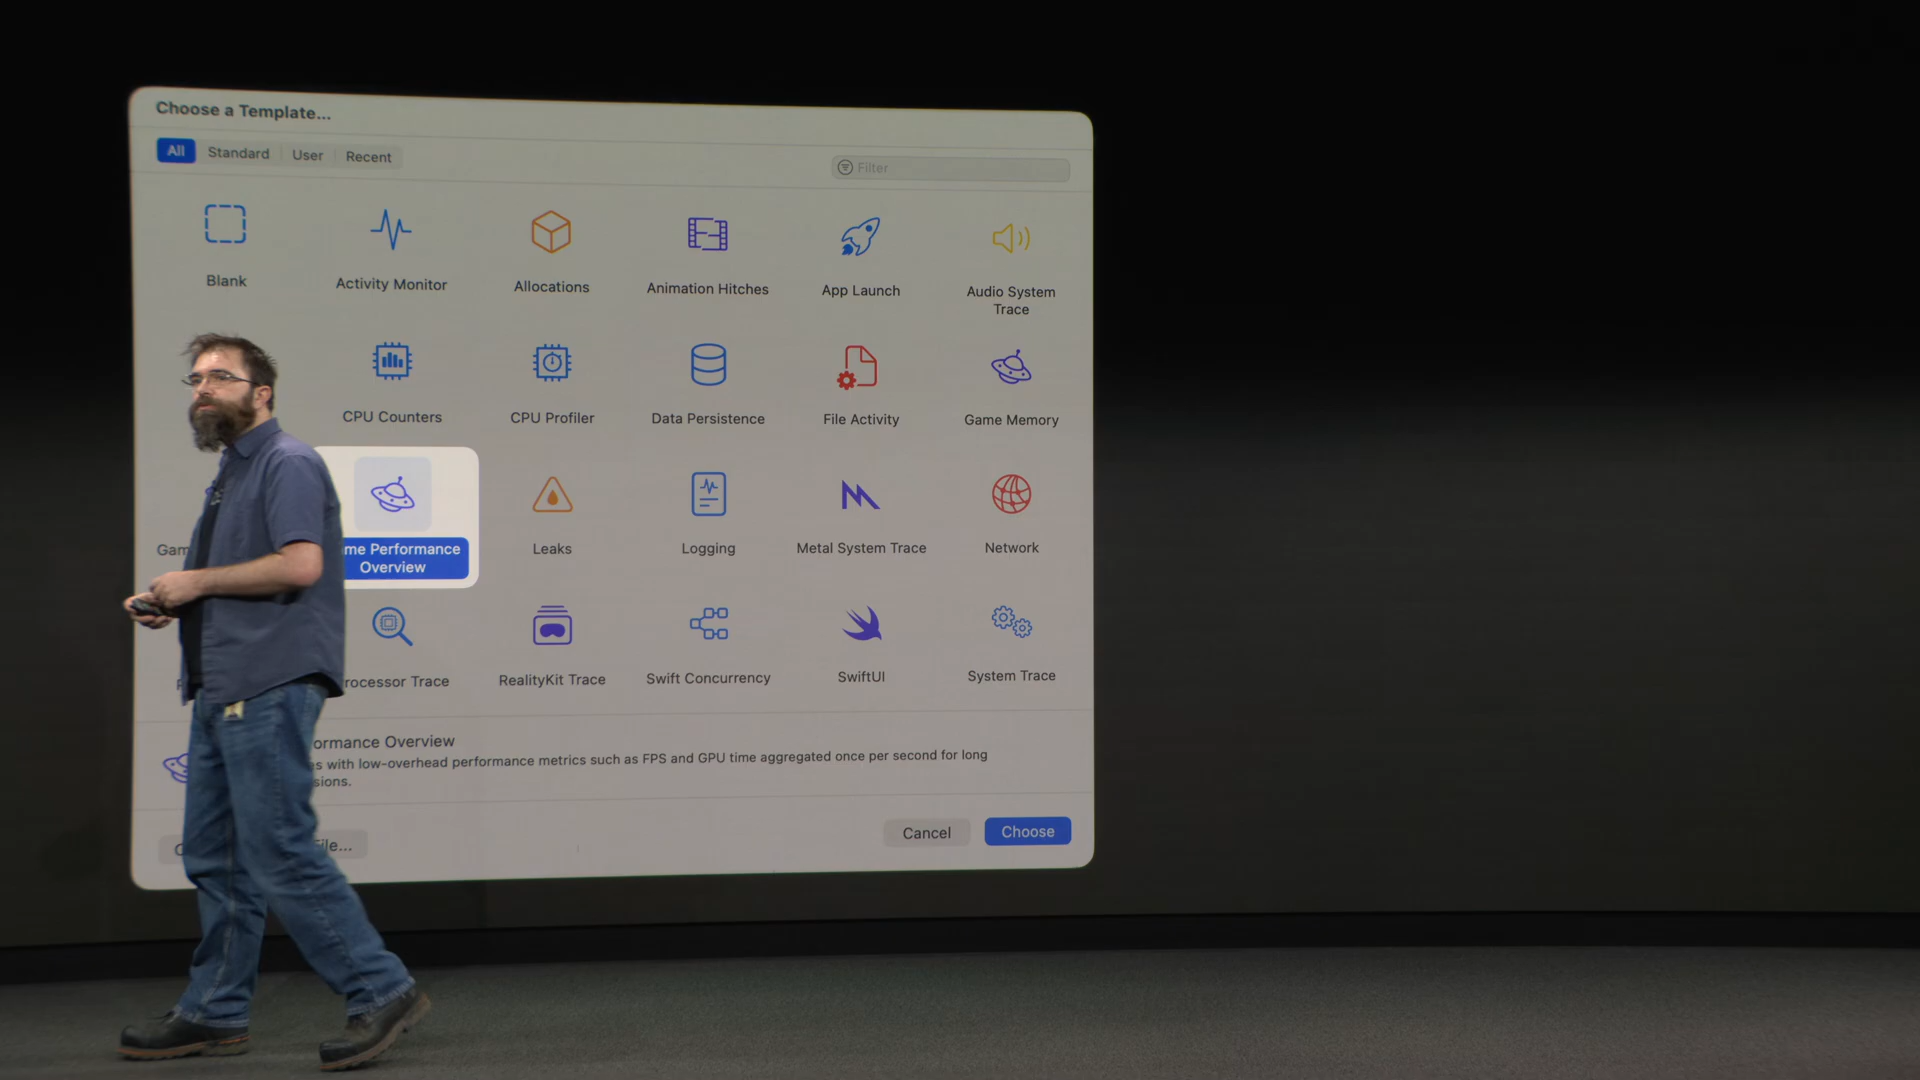 Choose a Template...
All
Standard
User
Recent
Filter
Blank
Activity Monitor
Allocations
Animation Hitches
App Launch
Audio System
Trace
CPU Counters
CPU Profiler
Data Persistence
File Activity
Game Memory
Gam
me Performance
Overview
Leaks
Logging
Metal System Trace
Network
rocessor Trace
RealityKit Trace
Swift Concurrency
SwiftUI
System Trace
ormance Overview
es with low-overhead performance metrics such as FPS and GPU time aggregated once per second for long
sions.
File...
Cancel
Choose